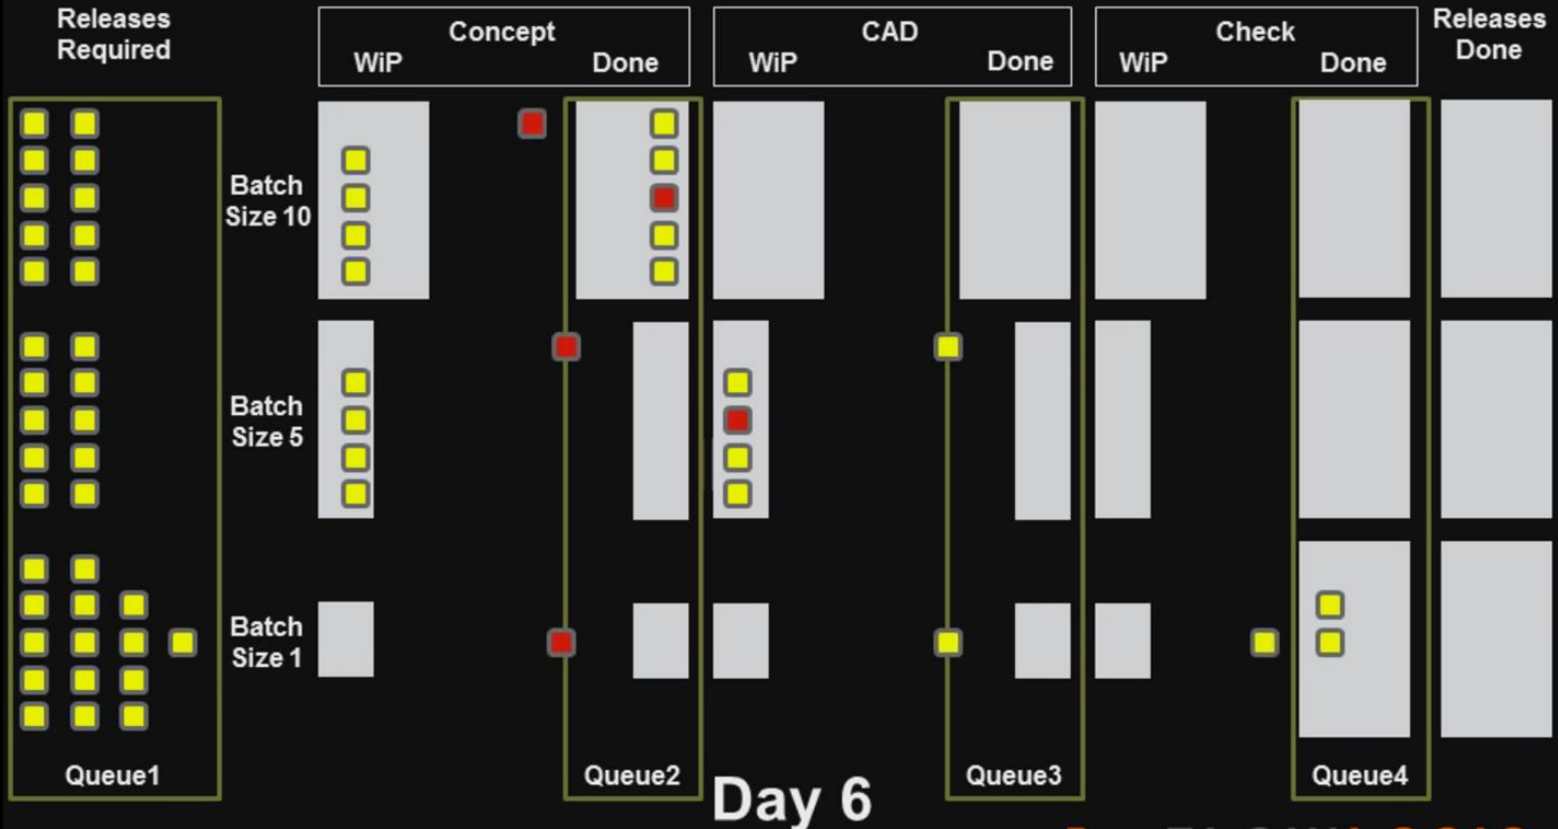 Releases
Required
Concept
WiP
Done
CAD
WiP
Done
Check
WiP
Done
Releases
Done
Batch
Size 10
Batch
Size 5
Batch
Size 1
Queue1
Queue2
Queue3
Queue4
Day 6